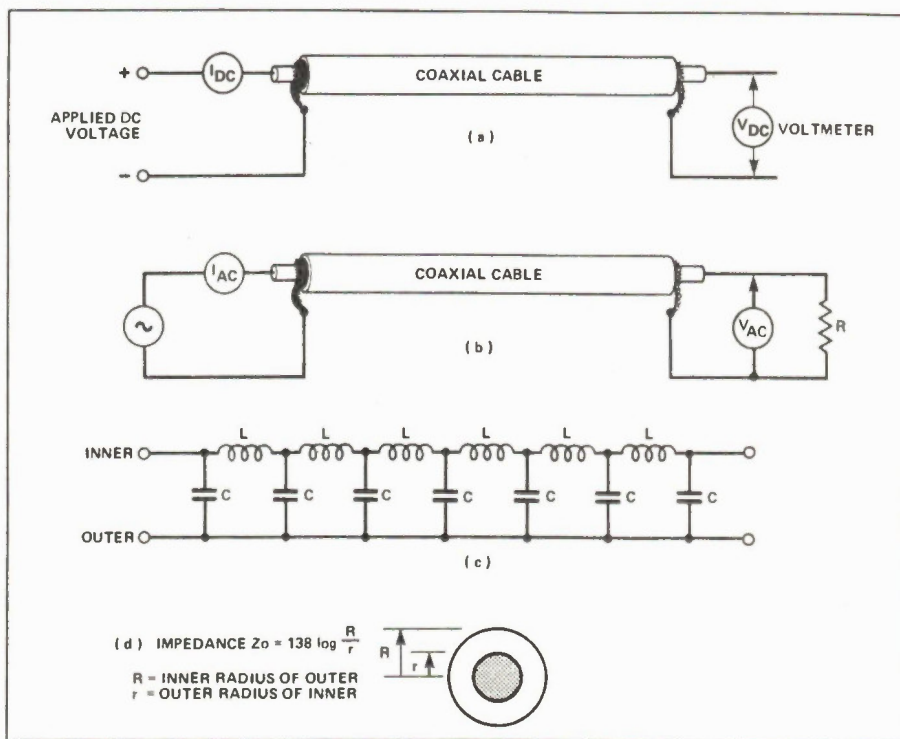 + I DC COAXIAL CABLE
APPLIED DC
VOLTAGE
(a)
V DC VOLTMETER
−
I AC COAXIAL CABLE
~ (b) V AC R
L L L L L L
INNER
C C C C C C C
OUTER
(c)
(d) IMPEDANCE Zo = 138 log R/r
R = INNER RADIUS OF OUTER
r = OUTER RADIUS OF INNER
R r